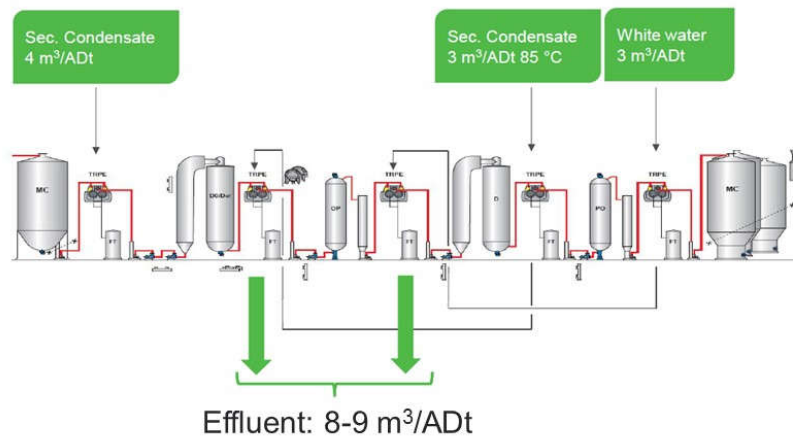 Sec. Condensate
4 m³/ADt
Sec. Condensate
3 m³/ADt 85 °C
White water
3 m³/ADt
MC
TRPE
FT
TRPE
FT
OP
TRPE
FT
D
TRPE
FT
PO
TRPE
FT
MC
Effluent: 8-9 m³/ADt